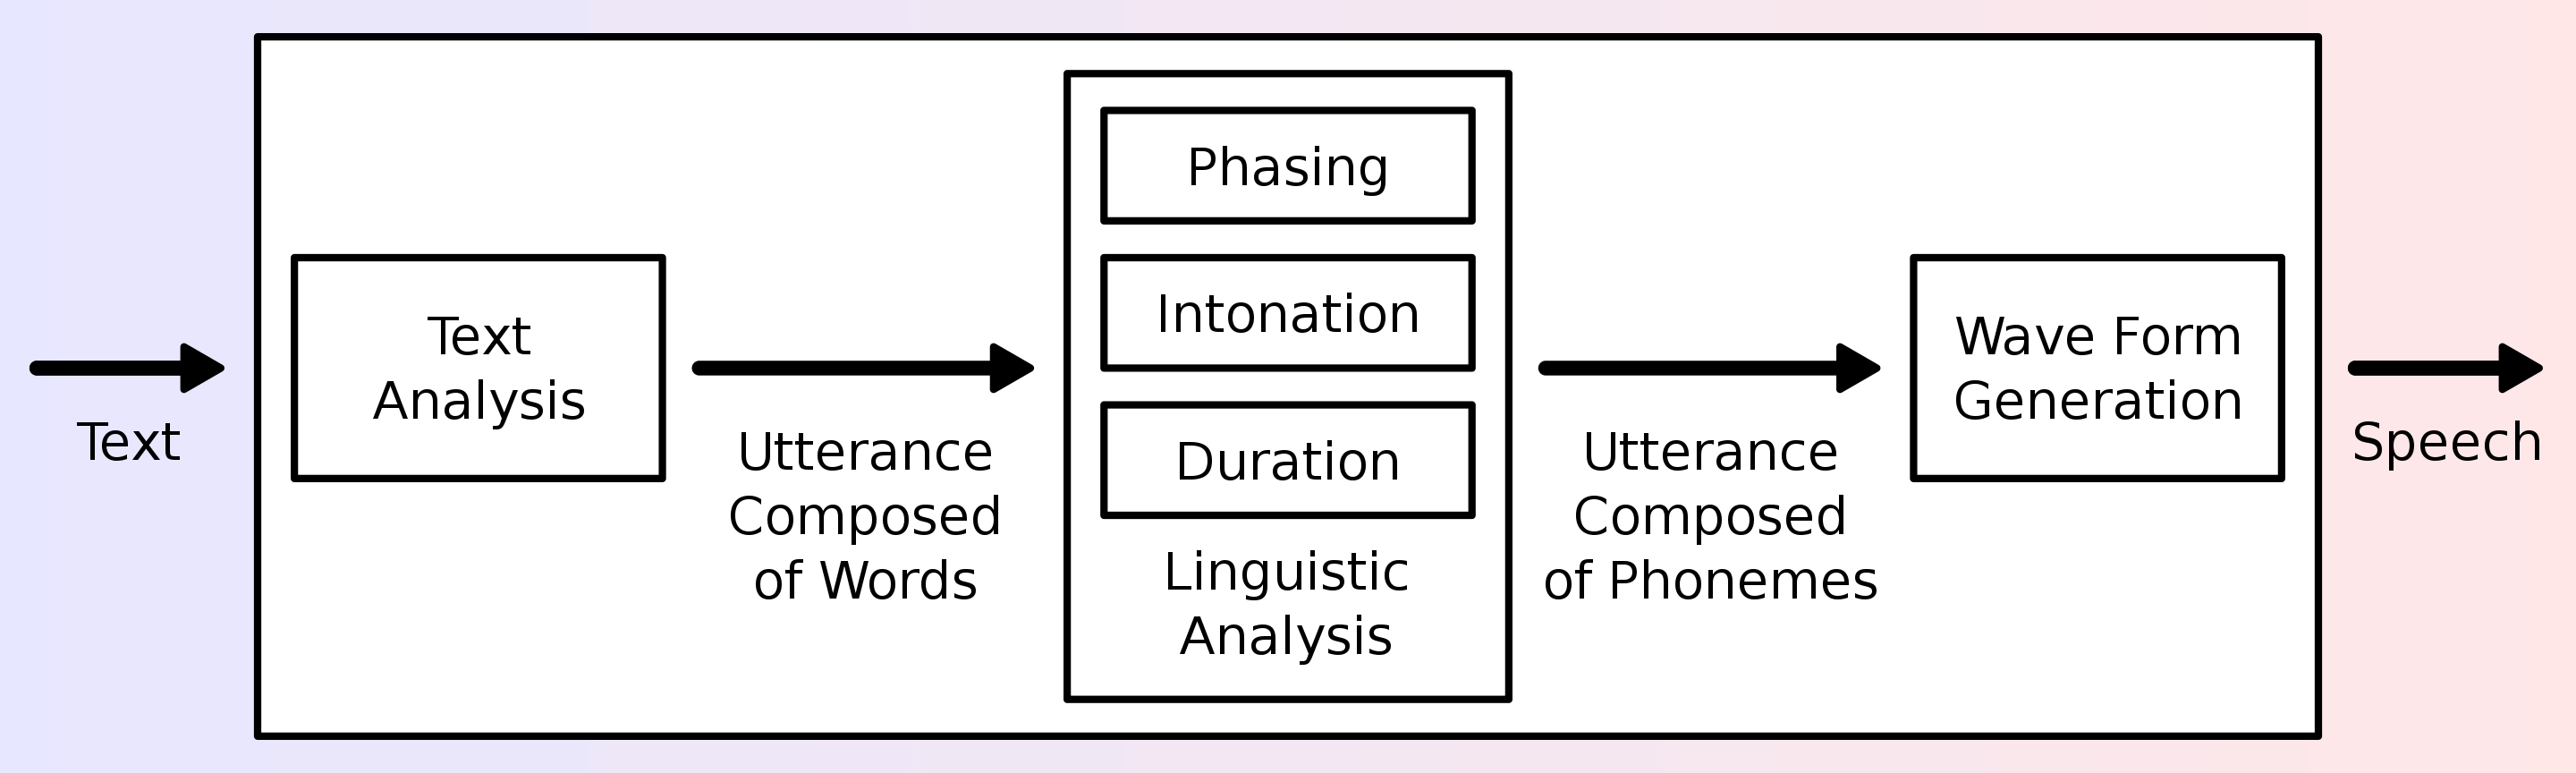 Text
Text
Analysis
Utterance
Composed
of Words
Phasing
Intonation
Duration
Linguistic
Analysis
Utterance
Composed
of Phonemes
Wave Form
Generation
Speech